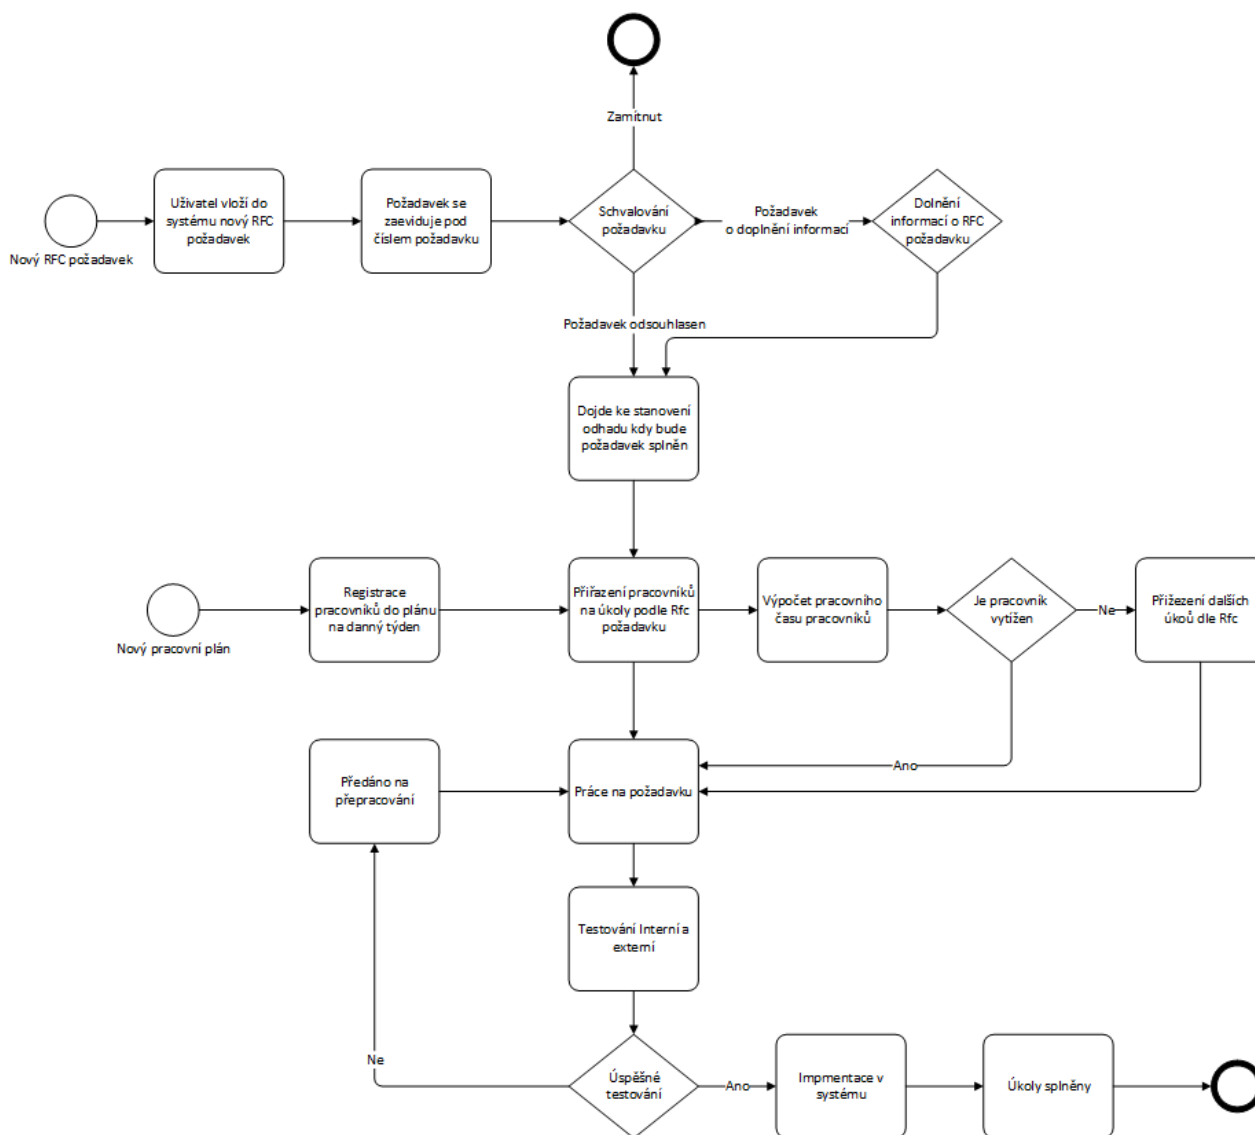 Zamítnut
Uživatel vloží do
systému nový RFC
požadavek
Požadavek se
zaeviduje pod
číslem požadavku
Schvalování
požadavku
Požadavek
o doplnění informací
Dolnění
informací o RFC
požadavku
Nový RFC požadavek
Požadavek odsouhlasen
Dojde ke stanovení
odhadu kdy bude
požadavek splněn
Registrace
pracovníků do plánu
na danný týden
Přiřazení pracovníků
na úkoly podle Rfc
požadavku
Výpočet pracovního
času pracovníků
Je pracovník
vytížen
Ne
Přižezení dalších
úkoů dle Rfc
Nový pracovní plán
Předáno na
přepracování
Práce na požadavku
Ano
Testování Interní a
externí
Ne
Úspěšné
testování
Ano
Impmentace v
systému
Úkoly splněny